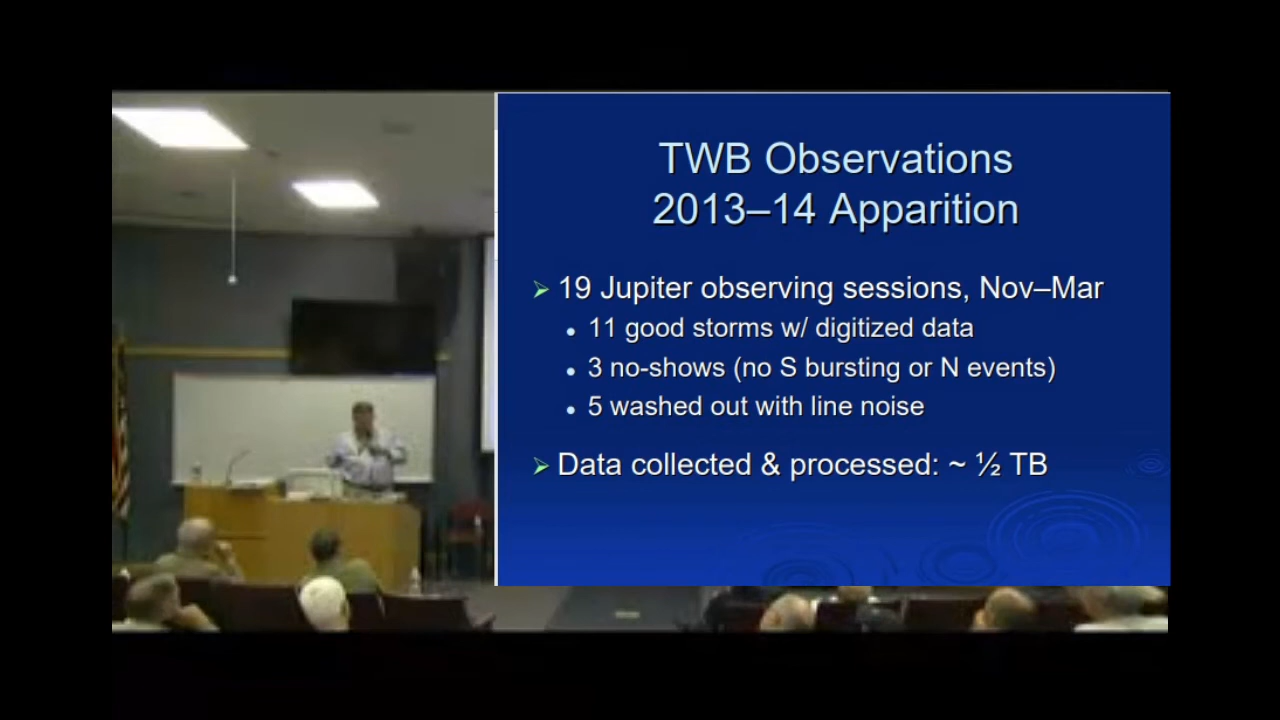 TWB Observations
2013–14 Apparition
➢ 19 Jupiter observing sessions, Nov–Mar
• 11 good storms w/ digitized data
• 3 no-shows (no S bursting or N events)
• 5 washed out with line noise
➢ Data collected & processed: ~ ½ TB